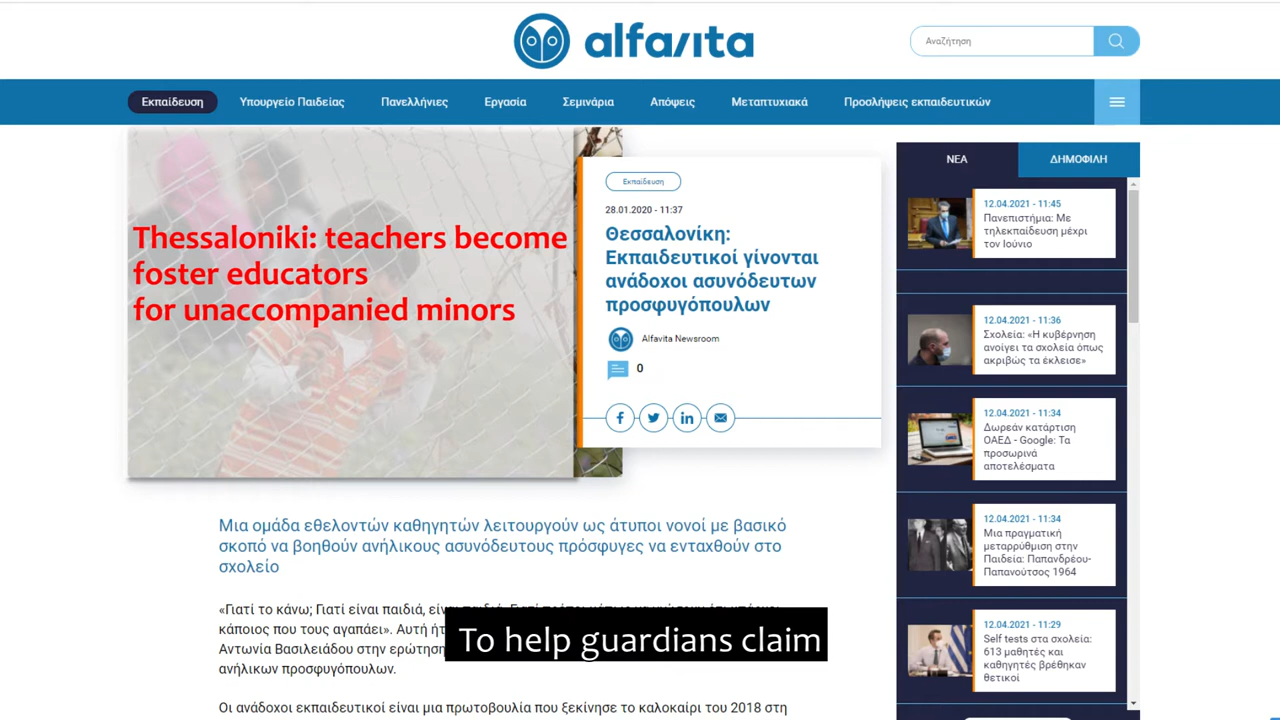 alfavita
Αναζήτηση
Εκπαίδευση Υπουργείο Παιδείας Πανελλήνιες Εργασία Σεμινάρια Απόψεις Μεταπτυχιακά Προσλήψεις εκπαιδευτικών
Thessaloniki: teachers become
foster educators
for unaccompanied minors
Εκπαίδευση
28.01.2020 - 11:37
Θεσσαλονίκη:
Εκπαιδευτικοί γίνονται
ανάδοχοι ασυνόδευτων
προσφυγόπουλων
Alfavita Newsroom
0
Μια ομάδα εθελοντών καθηγητών λειτουργούν ως άτυποι νονοί με βασικό
σκοπό να βοηθούν ανήλικους ασυνόδευτους πρόσφυγες να ενταχθούν στο
σχολείο
«Γιατί το κάνω; Γιατί είναι παιδιά,
κάποιος που τους αγαπάει». Αυτή
Αντωνία Βασιλειάδου στην ερώτηση
ανήλικων προσφυγόπουλων.
To help guardians claim
Οι ανάδοχοι εκπαιδευτικοί είναι μια πρωτοβουλία που ξεκίνησε το καλοκαίρι του 2018 στη
ΝΕΑ ΔΗΜΟΦΙΛΗ
12.04.2021 - 11:45
Πανεπιστήμια: Με
τηλεκπαίδευση μέχρι
τον Ιούνιο
12.04.2021 - 11:36
Σχολεία: «Η κυβέρνηση
ανοίγει τα σχολεία όπως
ακριβώς τα έκλεισε»
12.04.2021 - 11:34
Δωρεάν κατάρτιση
ΟΑΕΔ - Google: Τα
προσωρινά
αποτελέσματα
12.04.2021 - 11:34
Μια πραγματική
μεταρρύθμιση στην
Παιδεία: Παπανδρέου-
Παπανούτσος 1964
12.04.2021 - 11:29
Self tests στα σχολεία:
613 μαθητές και
καθηγητές βρέθηκαν
θετικοί